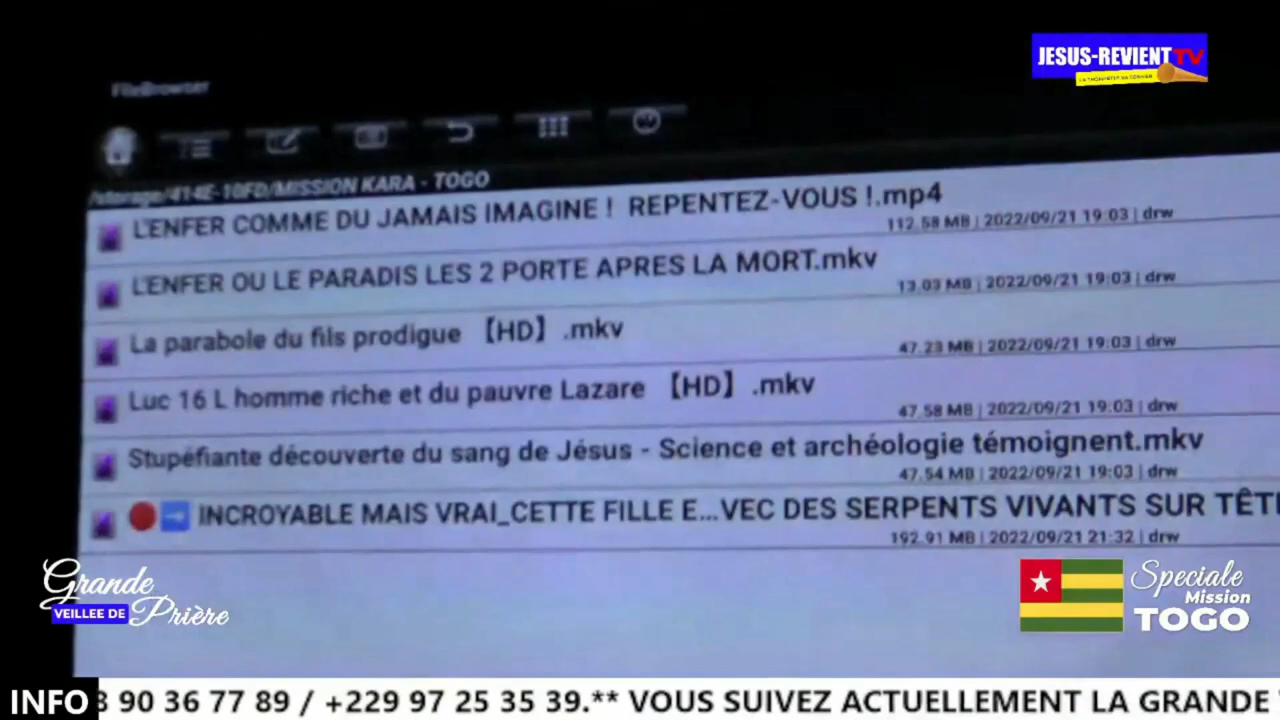 JESUS-REVIENT TV
LA TROMPETTE VA SONNER
FileBrowser
/storage/414E-10FD/MISSION KARA - TOGO
L'ENFER COMME DU JAMAIS IMAGINE ! REPENTEZ-VOUS !.mp4
112.58 MB | 2022/09/21 19:03 | drw
L'ENFER OU LE PARADIS LES 2 PORTE APRES LA MORT.mkv
13.03 MB | 2022/09/21 19:03 | drw
La parabole du fils prodigue 【HD】 .mkv
47.23 MB | 2022/09/21 19:03 | drw
Luc 16 L homme riche et du pauvre Lazare 【HD】 .mkv
47.58 MB | 2022/09/21 19:03 | drw
Stupéfiante découverte du sang de Jésus - Science et archéologie témoignent.mkv
47.54 MB | 2022/09/21 19:03 | drw
INCROYABLE MAIS VRAI_CETTE FILLE E...VEC DES SERPENTS VIVANTS SUR TÊT
192.91 MB | 2022/09/21 21:32 | drw
Grande
VEILLEE DE Prière
Speciale
Mission
TOGO
INFO 8 90 36 77 89 / +229 97 25 35 39.** VOUS SUIVEZ ACTUELLEMENT LA GRANDE